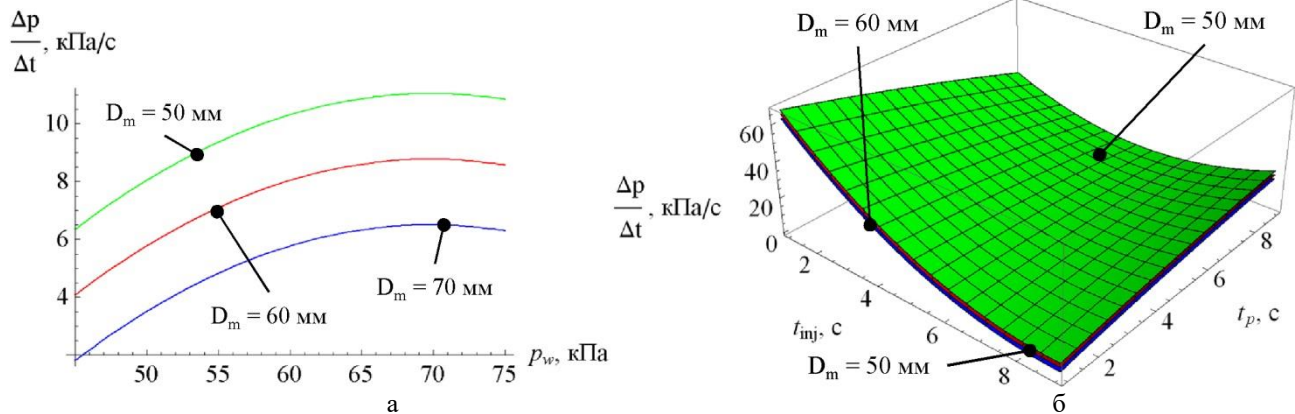 Δp
Δt
, кПа/с
10
8
6
4
50
55
60
65
70
75
p_w, кПа
D_m = 50 мм
D_m = 60 мм
D_m = 70 мм
а
D_m = 60 мм
D_m = 50 мм
60
40
20
0
Δp
Δt
, кПа/с
2
4
6
8
t_inj, с
2
4
6
8
t_p, с
D_m = 50 мм
б